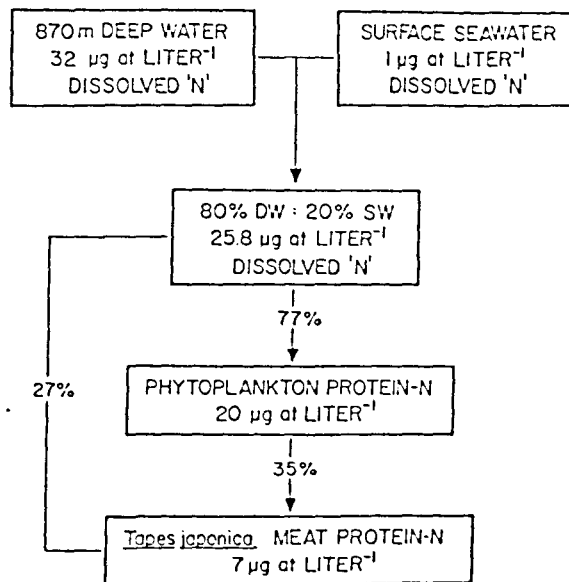 870m DEEP WATER
32 µg at LITER⁻¹
DISSOLVED 'N'
SURFACE SEAWATER
1 µg at LITER⁻¹
DISSOLVED 'N'
80% DW : 20% SW
25.8 µg at LITER⁻¹
DISSOLVED 'N'
77%
27%
PHYTOPLANKTON PROTEIN-N
20 µg at LITER⁻¹
35%
Tapes japonica MEAT PROTEIN-N
7 µg at LITER⁻¹